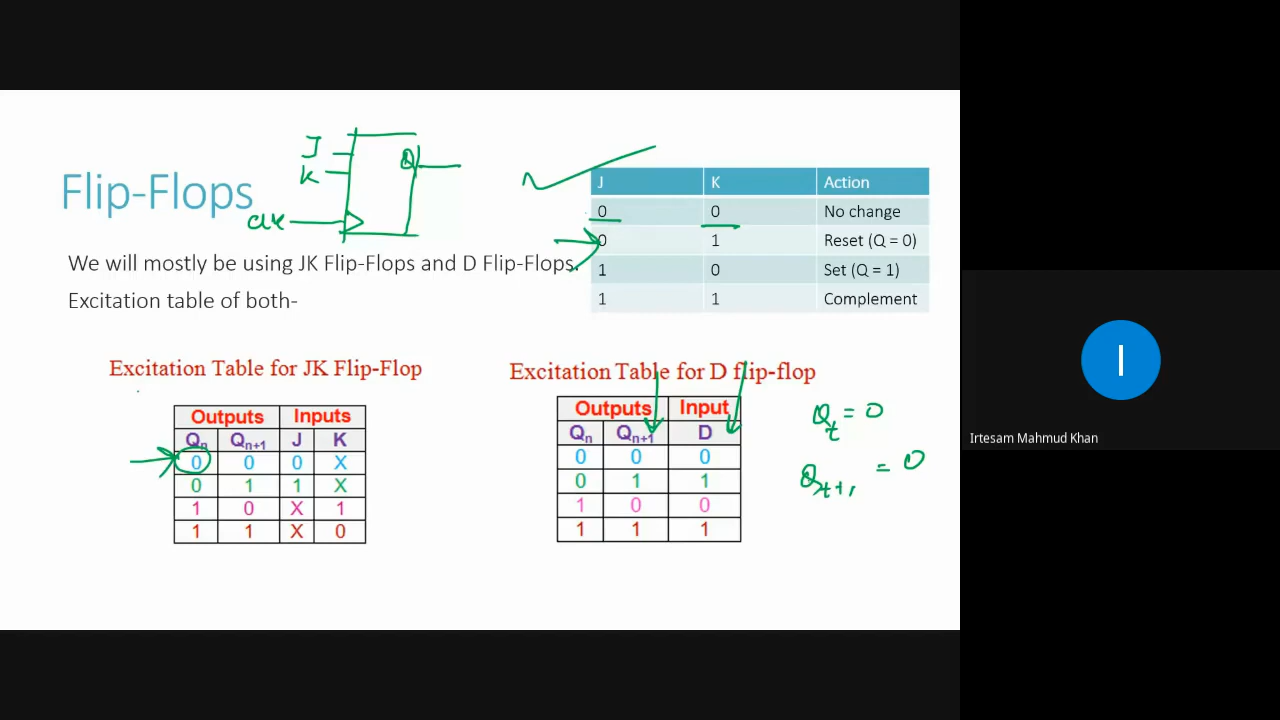 J
K
Q
Flip-Flops
clk
We will mostly be using JK Flip-Flops and D Flip-Flops.
Excitation table of both-
J K Action
0 0 No change
0 1 Reset (Q = 0)
1 0 Set (Q = 1)
1 1 Complement
Excitation Table for JK Flip-Flop
Outputs Inputs
Qn Qn+1 J K
0 0 0 X
0 1 1 X
1 0 X 1
1 1 X 0
Excitation Table for D flip-flop
Outputs Input
Qn Qn+1 D
0 0 0
0 1 1
1 0 0
1 1 1
Qt = 0
Qt+1 = 0
I
Irtesam Mahmud Khan